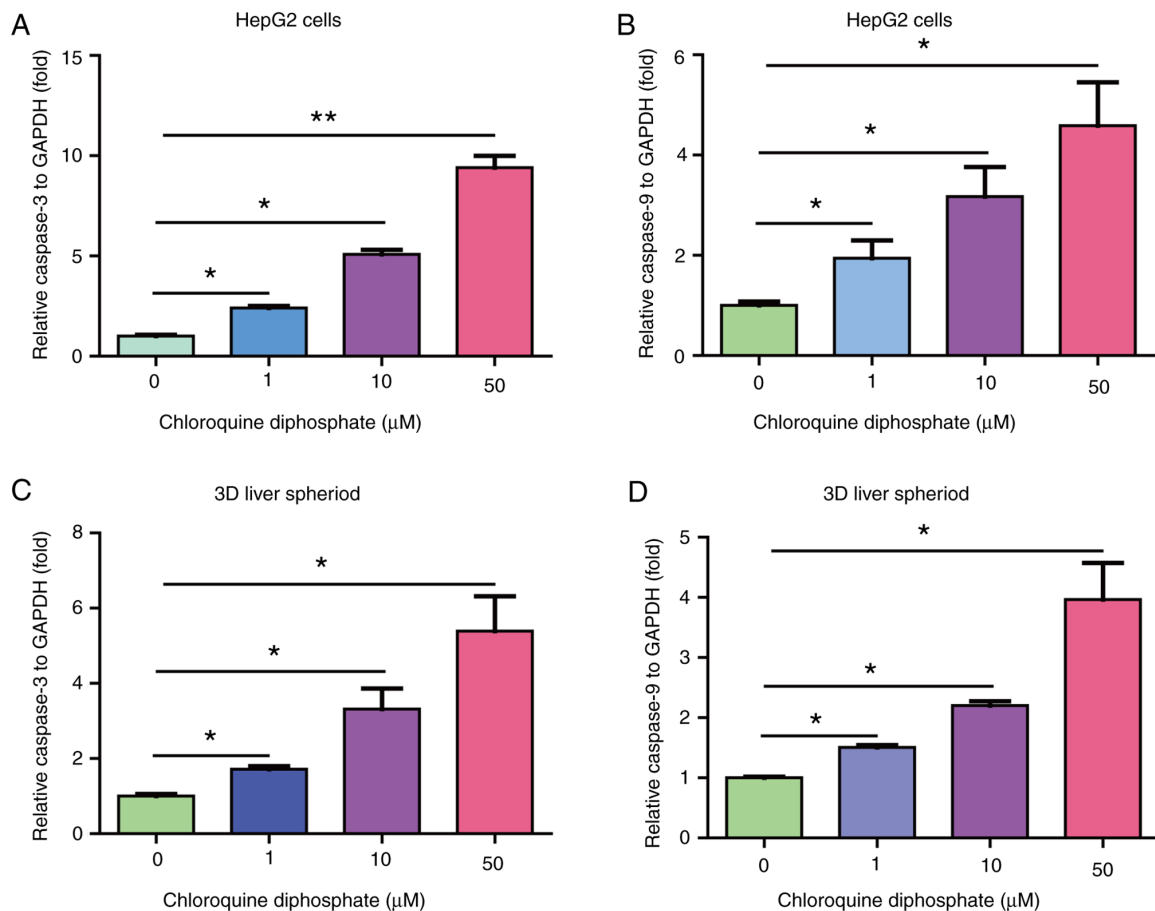 A
HepG2 cells
Relative caspase-3 to GAPDH (fold)
15
10
5
0
**
*
*
0
1
10
50
Chloroquine diphosphate (μM)
B
HepG2 cells
Relative caspase-9 to GAPDH (fold)
6
4
2
0
*
*
*
0
1
10
50
Chloroquine diphosphate (μM)
C
3D liver spheriod
Relative caspase-3 to GAPDH (fold)
8
6
4
2
0
*
*
*
0
1
10
50
Chloroquine diphosphate (μM)
D
3D liver spheriod
Relative caspase-9 to GAPDH (fold)
5
4
3
2
1
0
*
*
*
0
1
10
50
Chloroquine diphosphate (μM)